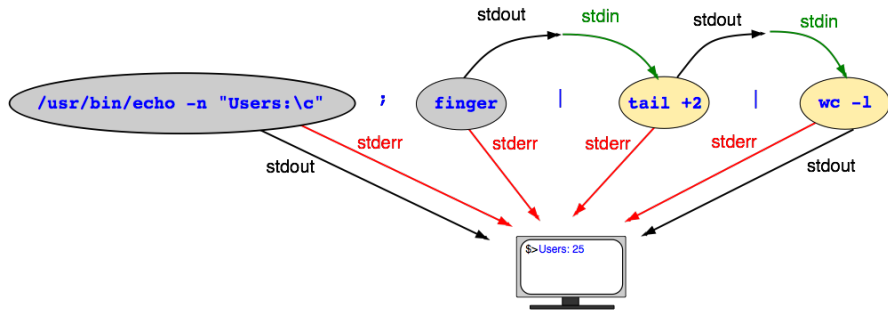 stdout
stdin
stdout
stdin
/usr/bin/echo -n "Users:\c" ; finger | tail +2 | wc -l
stderr
stdout
stderr
stderr
stderr
stdout
$>Users: 25